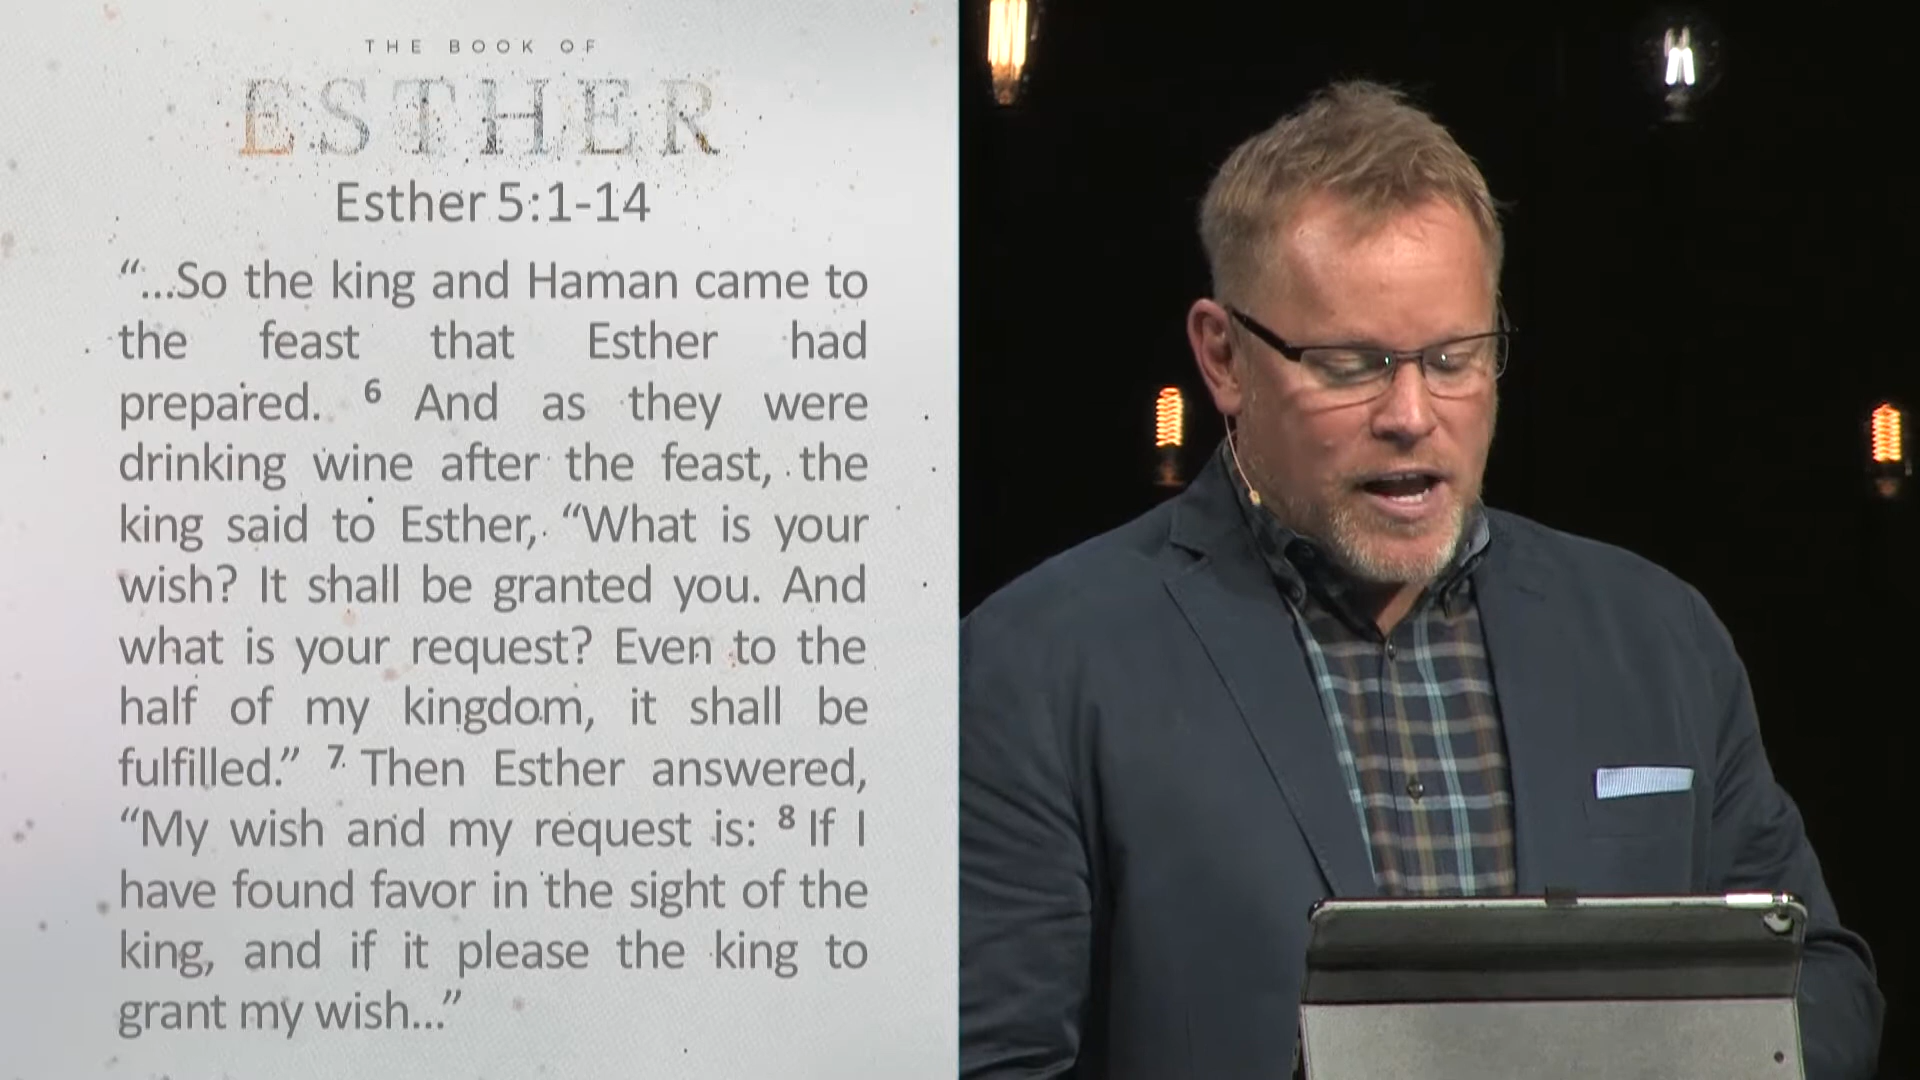 THE BOOK OF
ESTHER
Esther 5:1-14
“...So the king and Haman came to
the feast that Esther had
prepared. ⁶ And as they were
drinking wine after the feast, the
king said to Esther, “What is your
wish? It shall be granted you. And
what is your request? Even to the
half of my kingdom, it shall be
fulfilled.” ⁷ Then Esther answered,
“My wish and my request is: ⁸ If I
have found favor in the sight of the
king, and if it please the king to
grant my wish...”